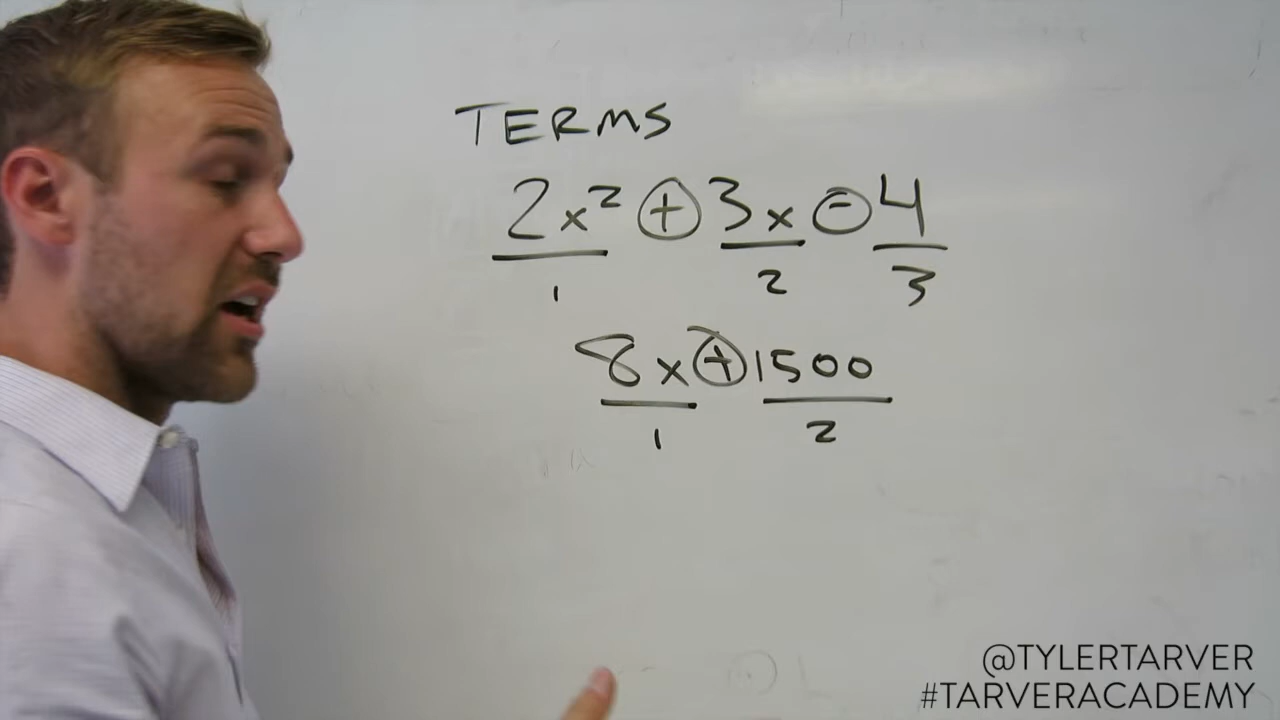 TERMS
2x² + 3x - 4
1 2 3
8x + 1500
1 2
@TYLERTARVER
#TARVERACADEMY